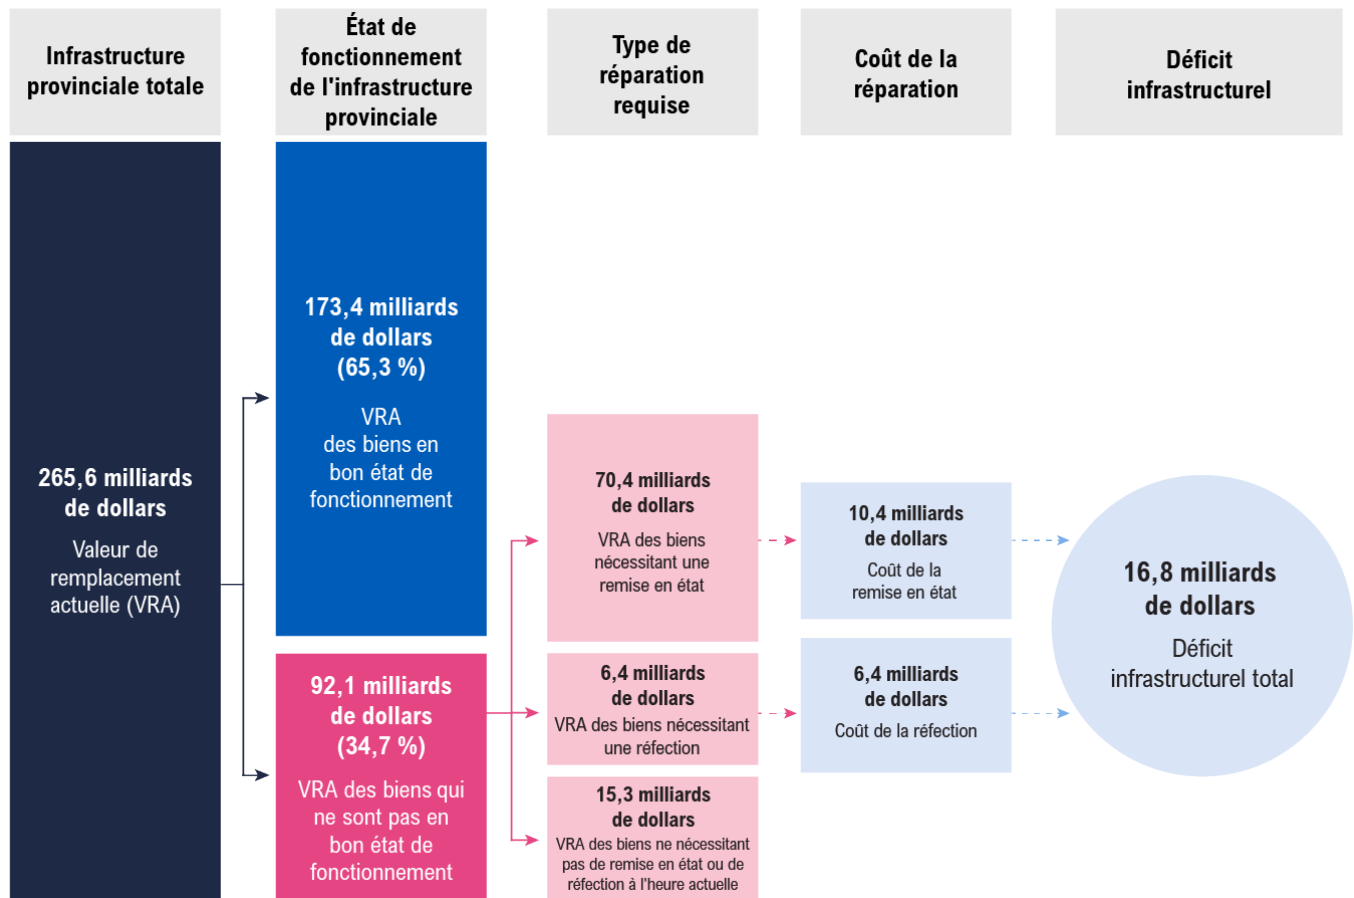 Infrastructure
provinciale totale
État de
fonctionnement
de l'infrastructure
provinciale
Type de
réparation
requise
Coût de la
réparation
Déficit
infrastructurel
265,6 milliards
de dollars
Valeur de
remplacement
actuelle (VRA)
173,4 milliards
de dollars
(65,3 %)
VRA
des biens en
bon état de
fonctionnement
92,1 milliards
de dollars
(34,7 %)
VRA des biens qui
ne sont pas en
bon état de
fonctionnement
70,4 milliards
de dollars
VRA des biens
nécessitant une
remise en état
6,4 milliards
de dollars
VRA des biens nécessitant
une réfection
15,3 milliards
de dollars
VRA des biens ne nécessitant
pas de remise en état ou de
réfection à l'heure actuelle
10,4 milliards
de dollars
Coût de la
remise en état
6,4 milliards
de dollars
Coût de la réfection
16,8 milliards
de dollars
Déficit
infrastructurel total